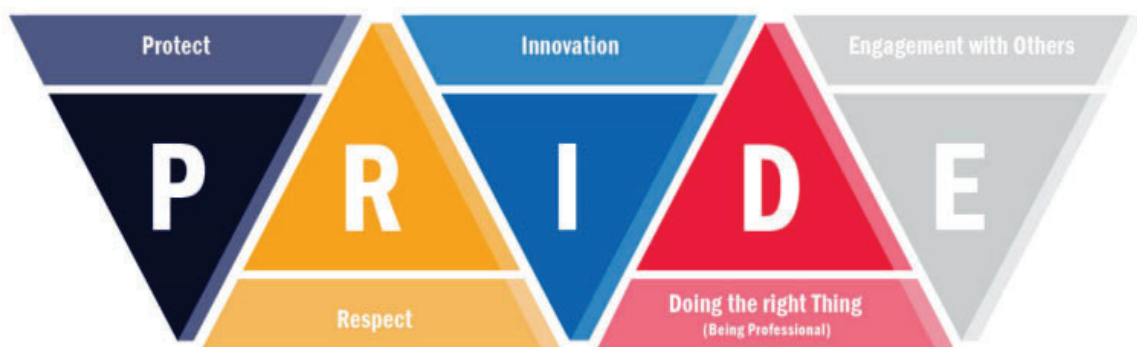 Protect
Innovation
Engagement with Others
P R I D E
Respect
Doing the right Thing
(Being Professional)